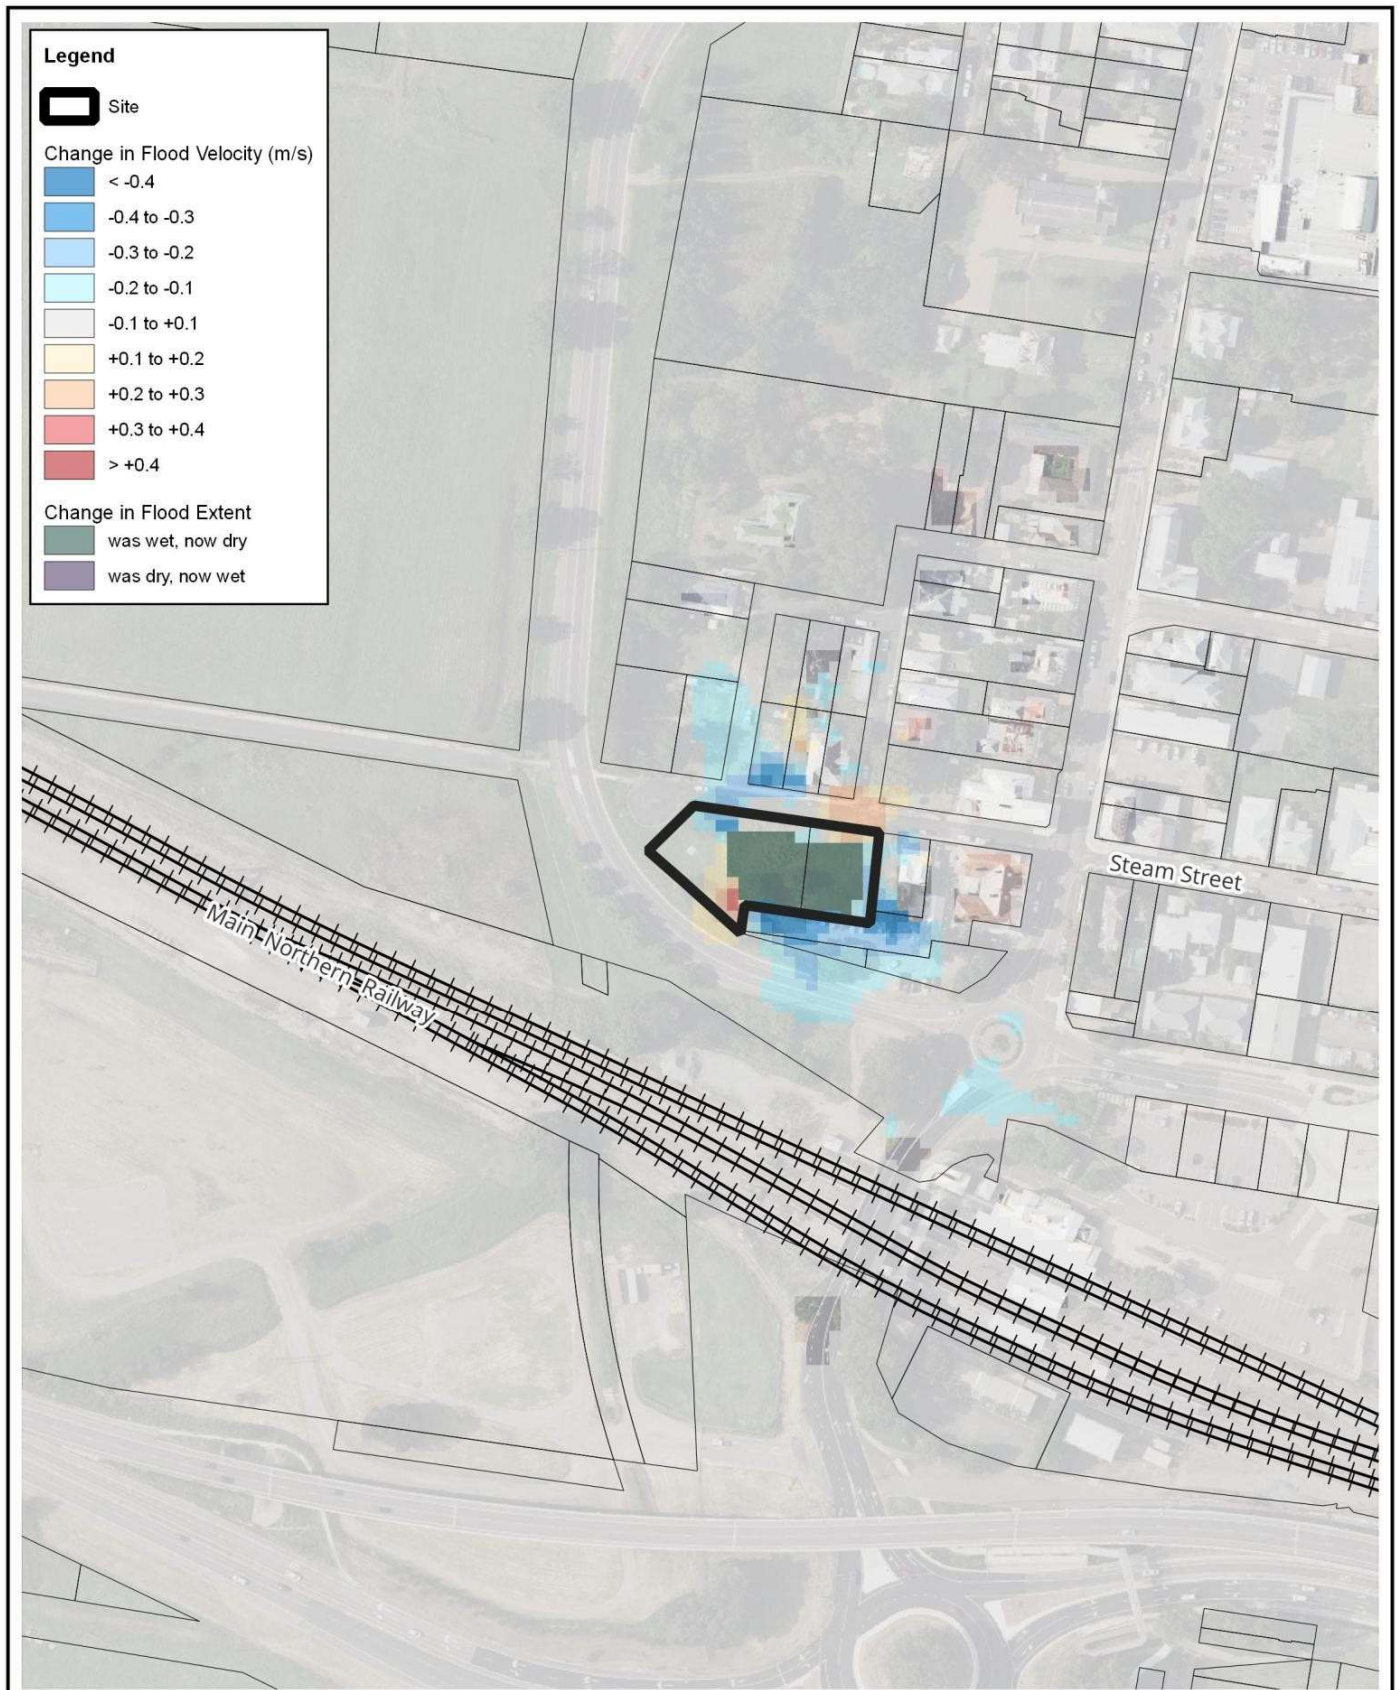 Legend
Site
Change in Flood Velocity (m/s)
< -0.4
-0.4 to -0.3
-0.3 to -0.2
-0.2 to -0.1
-0.1 to +0.1
+0.1 to +0.2
+0.2 to +0.3
+0.3 to +0.4
> +0.4
Change in Flood Extent
was wet, now dry
was dry, now wet
Steam Street
Main Northern Railway